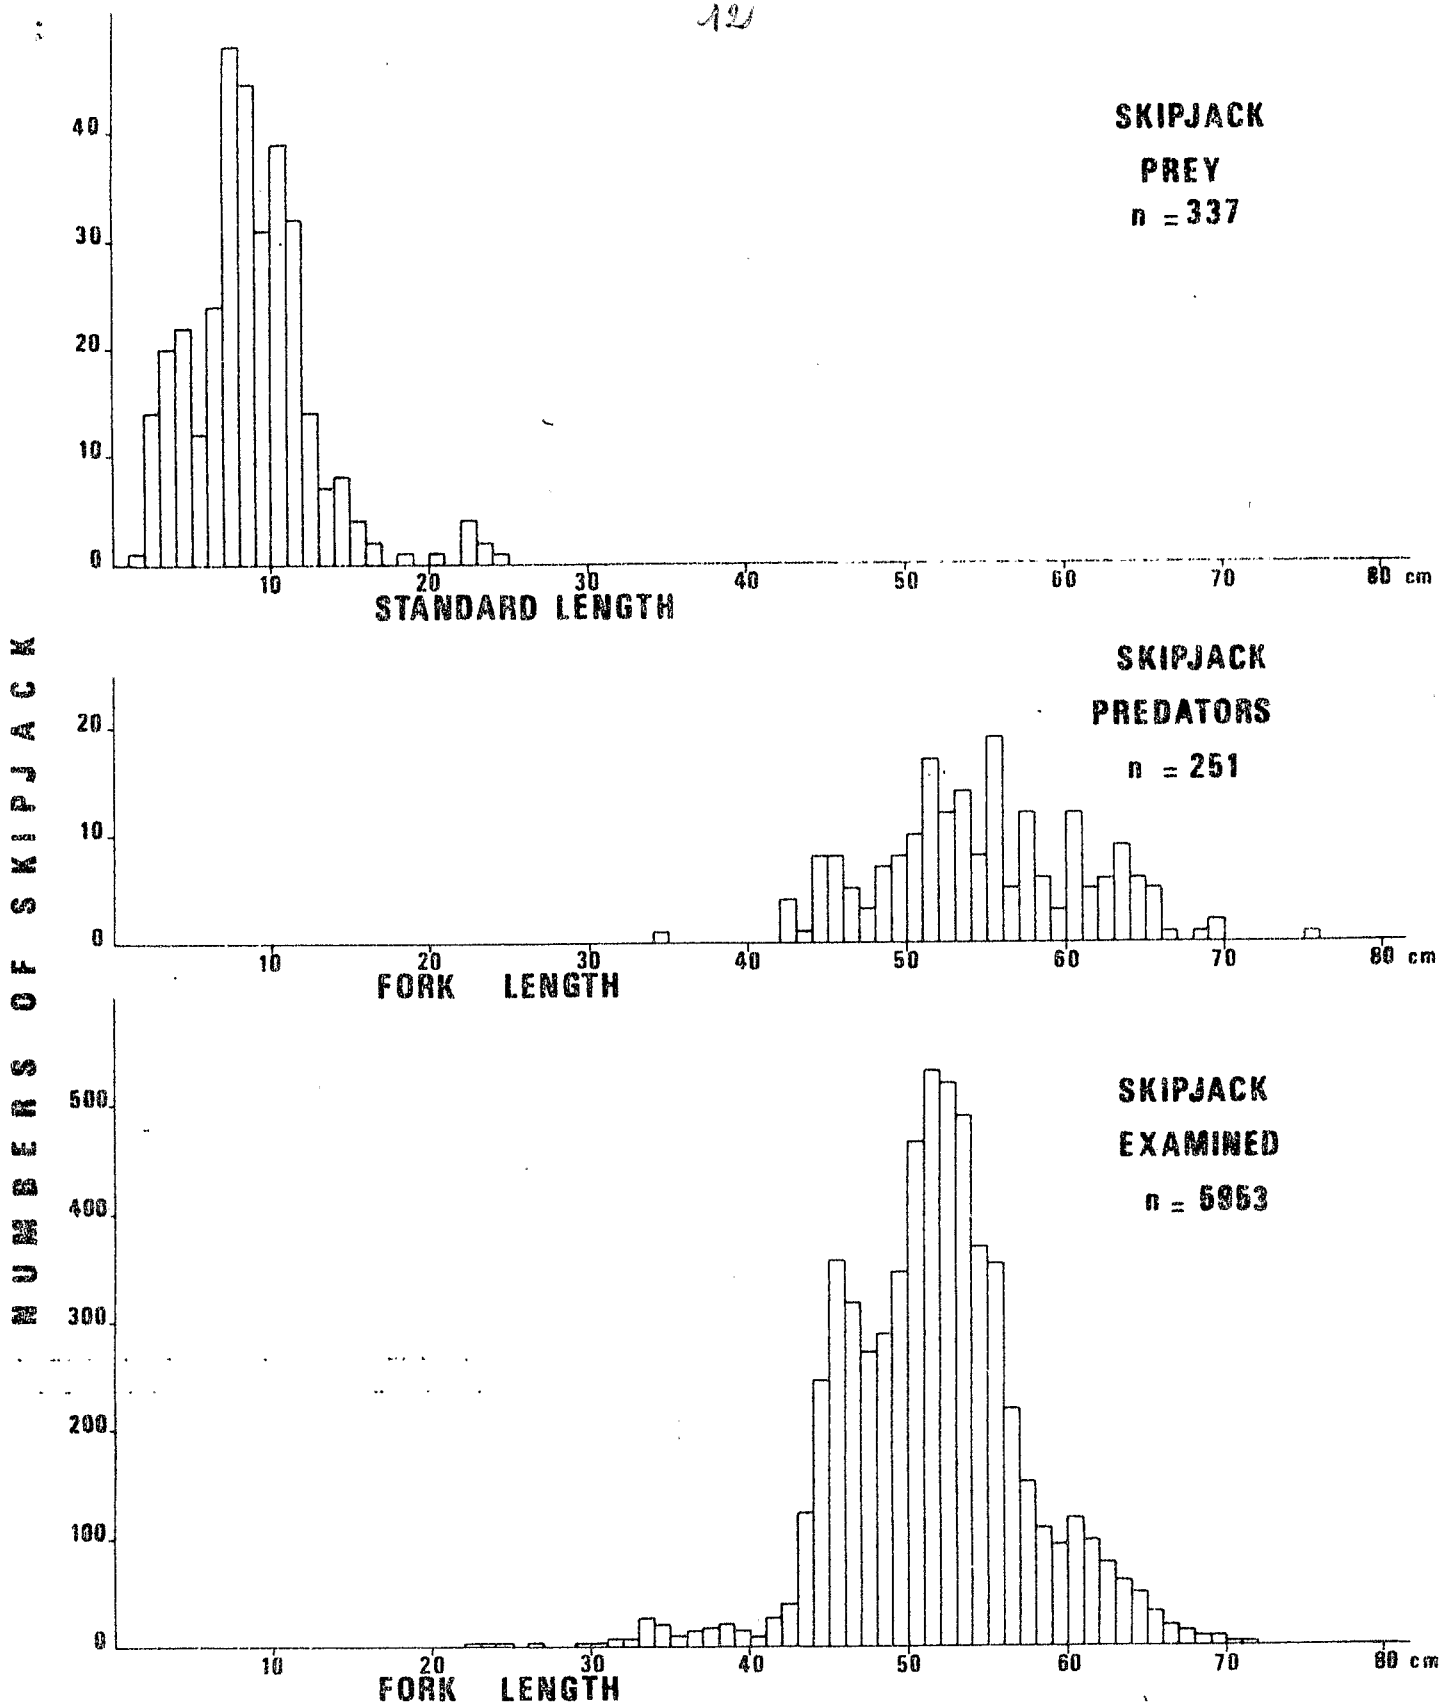 12
40
30
20
10
0
SKIPJACK
PREY
n = 337
10 20 30 40 50 60 70 80 cm
STANDARD LENGTH
NUMBERS OF SKIPJACK
20
10
0
SKIPJACK
PREDATORS
n = 251
10 20 30 40 50 60 70 80 cm
FORK LENGTH
500
400
300
200
100
0
SKIPJACK
EXAMINED
n = 5953
10 20 30 40 50 60 70 80 cm
FORK LENGTH